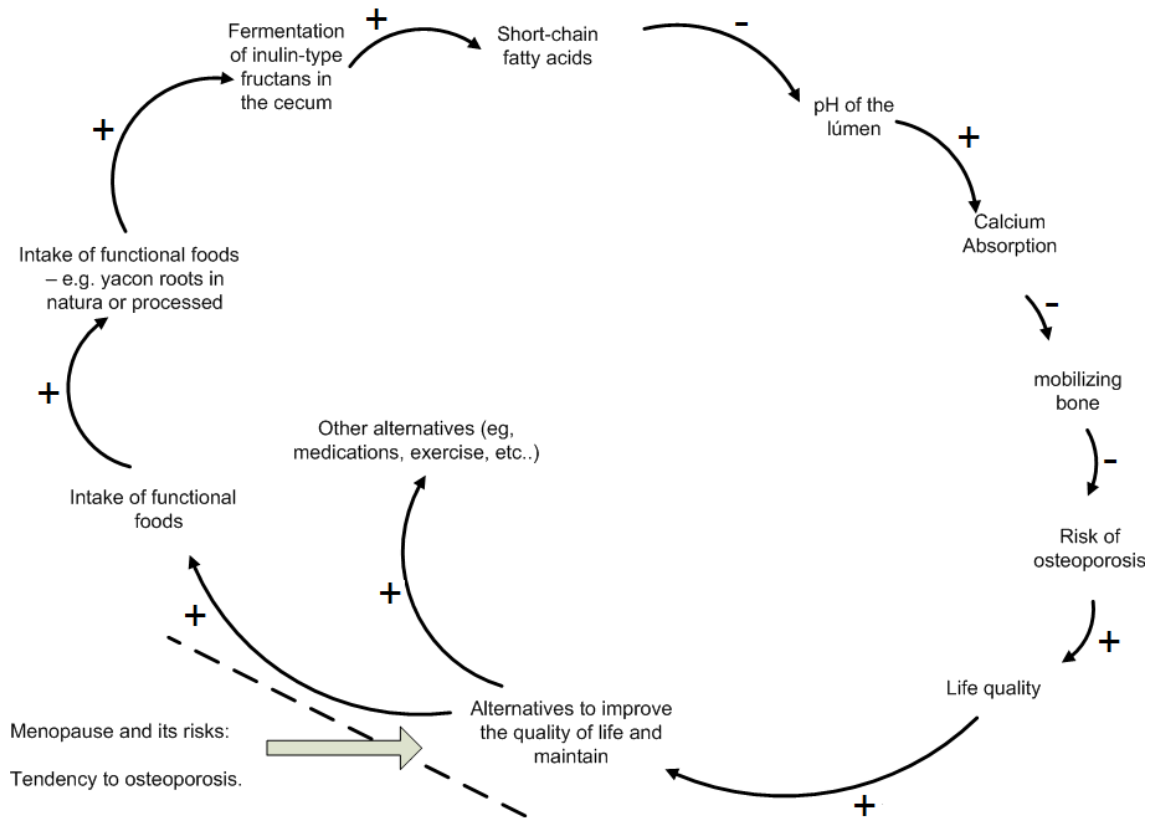 Fermentation
of inulin-type
fructans in
the cecum
+
Short-chain
fatty acids
-
pH of the
lúmen
+
Calcium
Absorption
-
mobilizing
bone
-
Risk of
osteoporosis
+
Life quality
+
Alternatives to improve
the quality of life and
maintain
+
Other alternatives (eg,
medications, exercise, etc..)
+
Intake of functional
foods
+
Intake of functional foods
– e.g. yacon roots in
natura or processed
+
Menopause and its risks:
Tendency to osteoporosis.